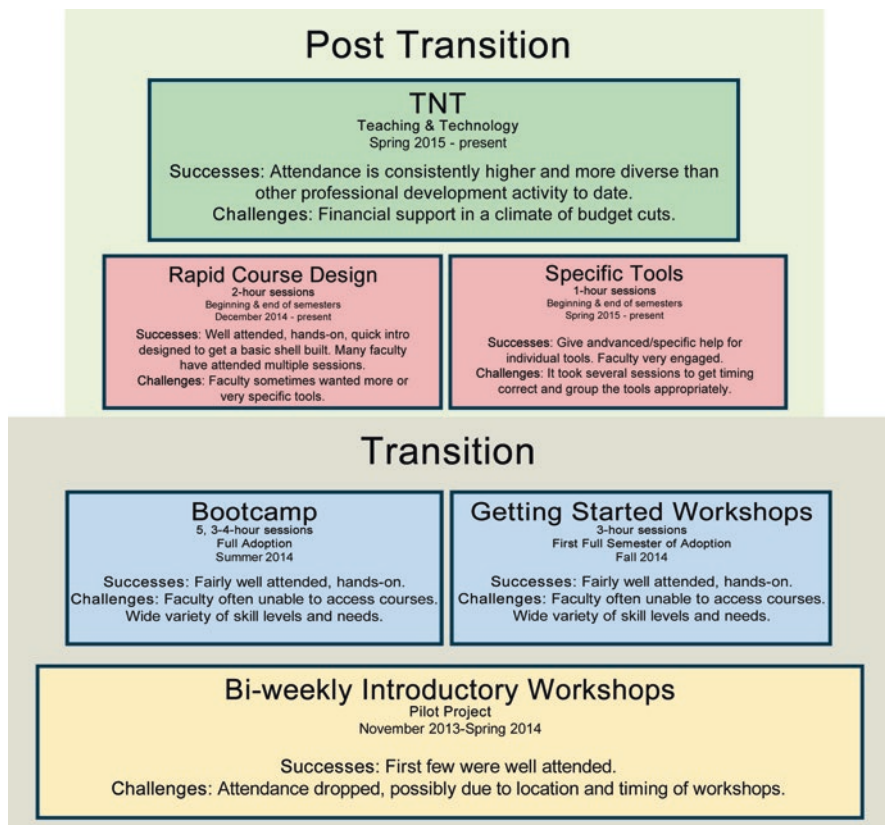 Post Transition
TNT
Teaching & Technology
Spring 2015 - present
Successes: Attendance is consistently higher and more diverse than
other professional development activity to date.
Challenges: Financial support in a climate of budget cuts.
Rapid Course Design
2-hour sessions
Beginning & end of semesters
December 2014 - present
Successes: Well attended, hands-on, quick intro
designed to get a basic shell built. Many faculty
have attended multiple sessions.
Challenges: Faculty sometimes wanted more or
very specific tools.
Specific Tools
1-hour sessions
Beginning & end of semesters
Spring 2015 - present
Successes: Give andvanced/specific help for
individual tools. Faculty very engaged.
Challenges: It took several sessions to get timing
correct and group the tools appropriately.
Transition
Bootcamp
5, 3-4-hour sessions
Full Adoption
Summer 2014
Successes: Fairly well attended, hands-on.
Challenges: Faculty often unable to access courses.
Wide variety of skill levels and needs.
Getting Started Workshops
3-hour sessions
First Full Semester of Adoption
Fall 2014
Successes: Fairly well attended, hands-on.
Challenges: Faculty often unable to access courses.
Wide variety of skill levels and needs.
Bi-weekly Introductory Workshops
Pilot Project
November 2013-Spring 2014
Successes: First few were well attended.
Challenges: Attendance dropped, possibly due to location and timing of workshops.